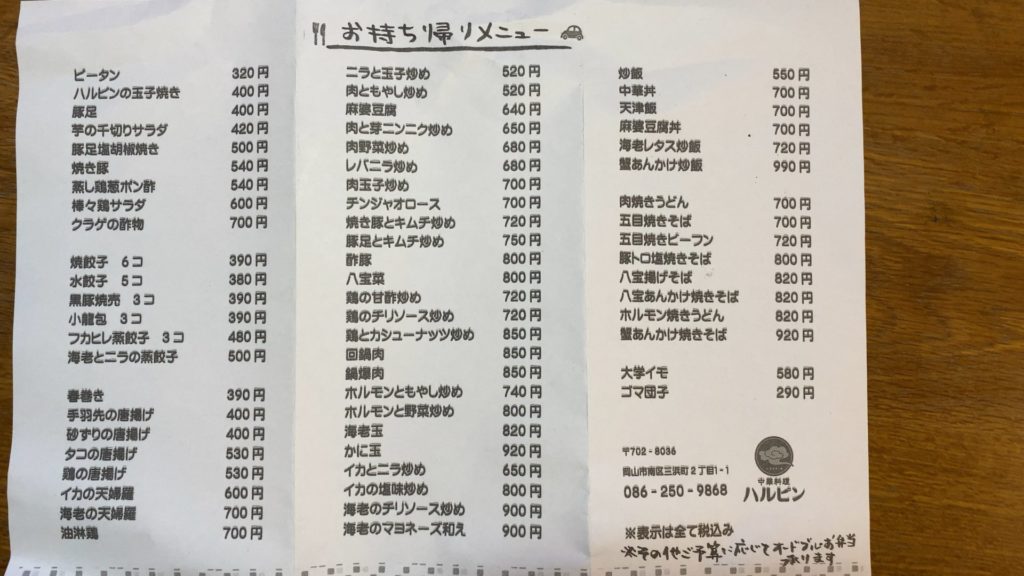 お持ち帰りメニュー
ピータン 320円
ハルピンの玉子焼き 400円
豚足 400円
芋の千切りサラダ 420円
豚足塩胡椒焼き 500円
焼き豚 540円
蒸し鶏葱ポン酢 540円
棒々鶏サラダ 600円
クラゲの酢物 700円
焼餃子 6コ 390円
水餃子 5コ 380円
黒豚焼売 3コ 390円
小龍包 3コ 390円
フカヒレ蒸餃子 3コ 480円
海老とニラの蒸餃子 500円
春巻き 390円
手羽先の唐揚げ 400円
砂ずりの唐揚げ 400円
タコの唐揚げ 530円
鶏の唐揚げ 530円
イカの天婦羅 600円
海老の天婦羅 700円
油淋鶏 700円
ニラと玉子炒め 520円
肉ともやし炒め 520円
麻婆豆腐 640円
肉と芽ニンニク炒め 650円
肉野菜炒め 680円
レバニラ炒め 680円
肉玉子炒め 700円
チンジャオロース 700円
焼き豚とキムチ炒め 720円
豚足とキムチ炒め 750円
酢豚 800円
八宝菜 800円
鶏の甘酢炒め 720円
鶏のチリソース炒め 720円
鶏とカシューナッツ炒め 850円
回鍋肉 850円
鍋爆肉 850円
ホルモンともやし炒め 740円
ホルモンと野菜炒め 800円
海老玉 820円
かに玉 920円
イカとニラ炒め 650円
イカの塩味炒め 800円
海老のチリソース炒め 900円
海老のマヨネーズ和え 900円
炒飯 550円
中華丼 700円
天津飯 700円
麻婆豆腐丼 700円
海老レタス炒飯 720円
蟹あんかけ炒飯 990円
肉焼きうどん 700円
五目焼きそば 700円
五目焼きビーフン 720円
豚トロ塩焼きそば 800円
八宝揚げそば 820円
八宝あんかけ焼きそば 820円
ホルモン焼きうどん 820円
蟹あんかけ焼きそば 920円
大学イモ 580円
ゴマ団子 290円
〒702-8036
岡山市南区三浜町2丁目1-1
086-250-9868
中華料理
ハルピン
※表示は全て税込み
※その他ご予算に応じてオードブルお弁当
承ります